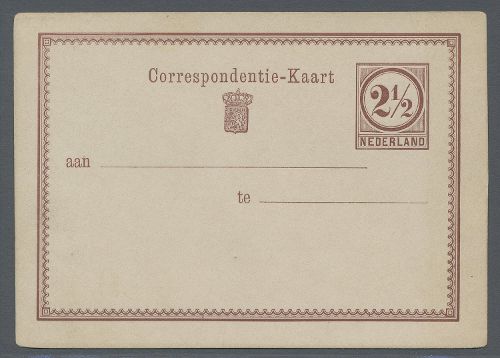 Correspondentie-Kaart
2½
NEDERLAND
aan
te